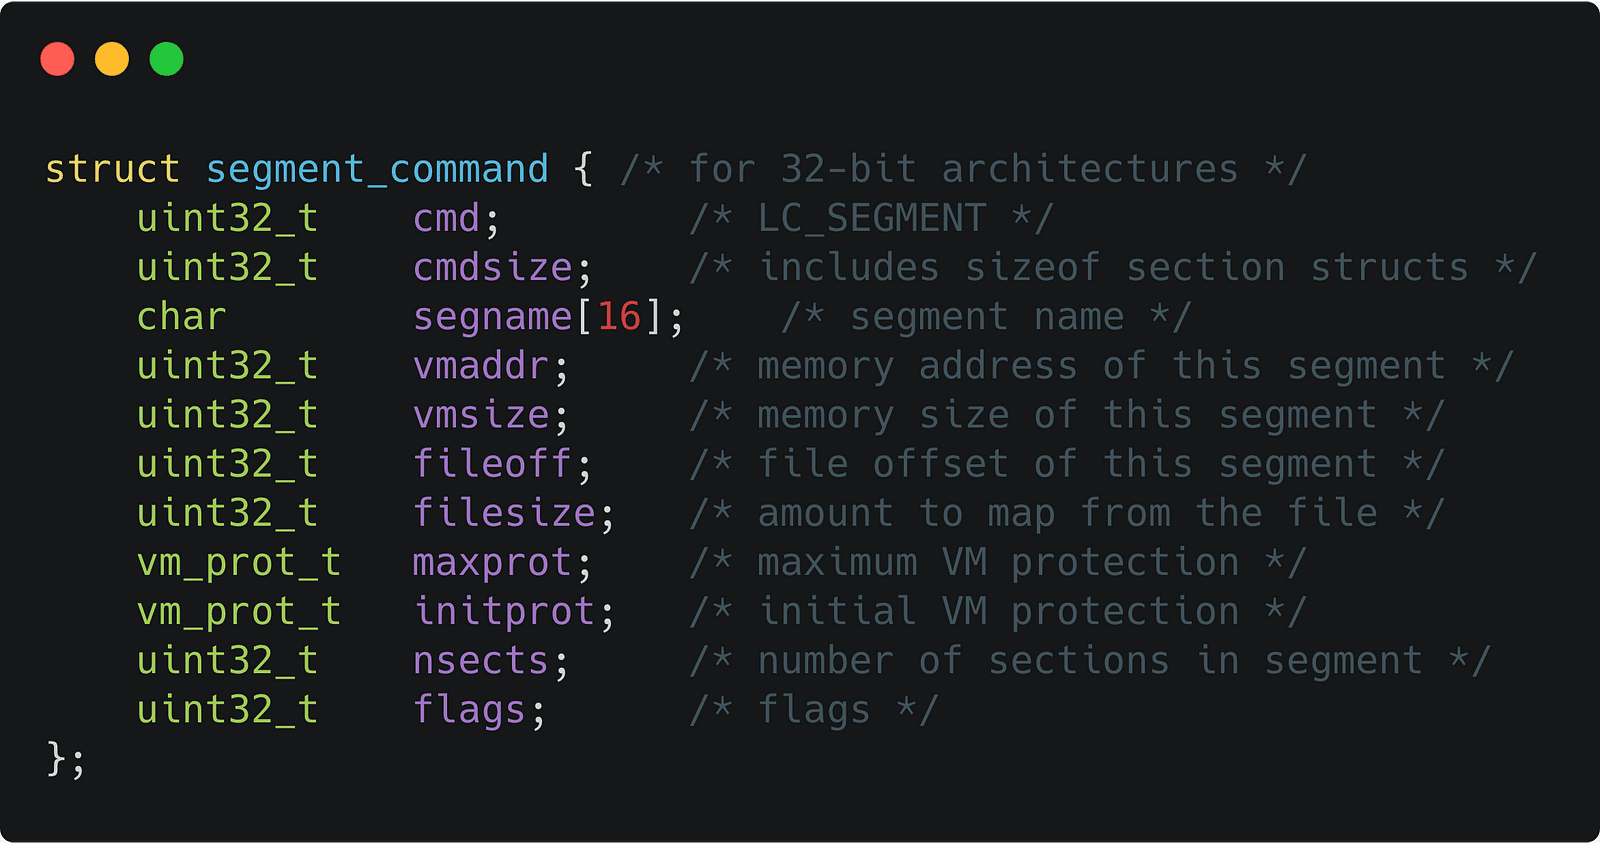 struct segment_command { /* for 32-bit architectures */
    uint32_t    cmd;        /* LC_SEGMENT */
    uint32_t    cmdsize;    /* includes sizeof section structs */
    char        segname[16];    /* segment name */
    uint32_t    vmaddr;     /* memory address of this segment */
    uint32_t    vmsize;     /* memory size of this segment */
    uint32_t    fileoff;    /* file offset of this segment */
    uint32_t    filesize;   /* amount to map from the file */
    vm_prot_t   maxprot;    /* maximum VM protection */
    vm_prot_t   initprot;   /* initial VM protection */
    uint32_t    nsects;     /* number of sections in segment */
    uint32_t    flags;      /* flags */
};